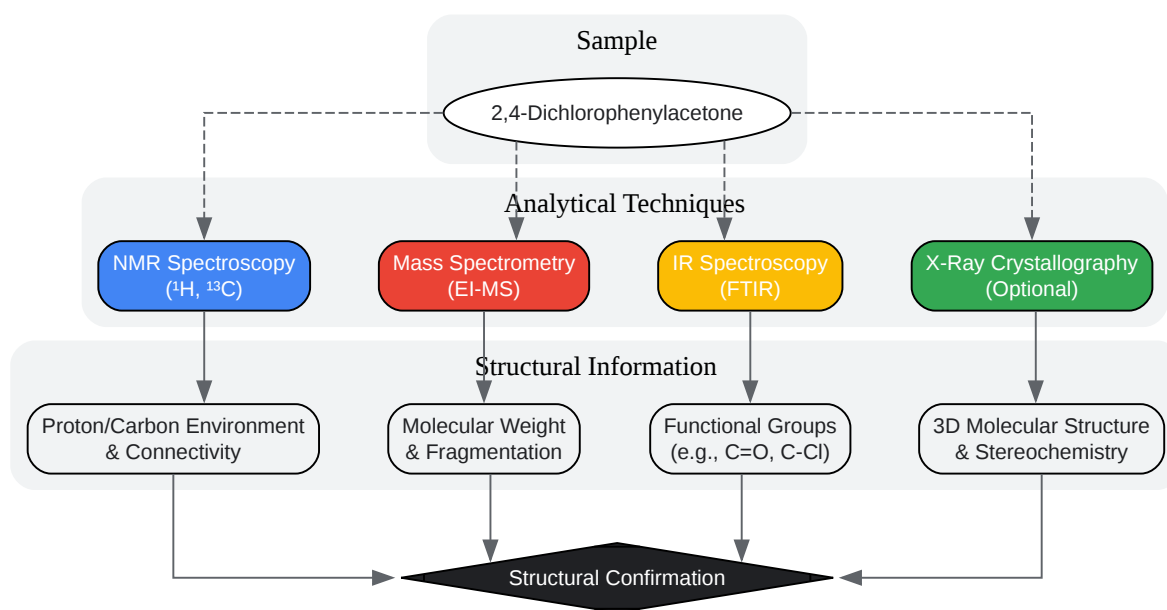 Sample
2,4-Dichlorophenylacetone
Analytical Techniques
NMR Spectroscopy
(¹H, ¹³C)
Mass Spectrometry
(EI-MS)
IR Spectroscopy
(FTIR)
X-Ray Crystallography
(Optional)
Structural Information
Proton/Carbon Environment
& Connectivity
Molecular Weight
& Fragmentation
Functional Groups
(e.g., C=O, C-Cl)
3D Molecular Structure
& Stereochemistry
Structural Confirmation